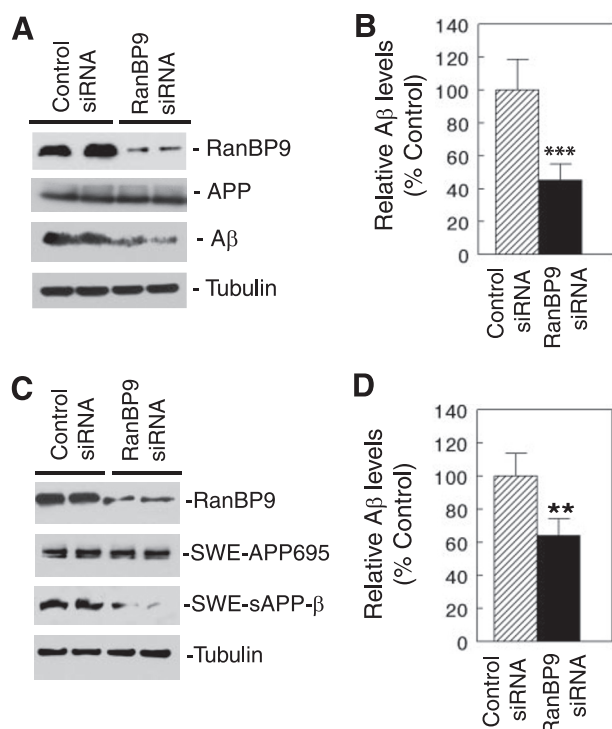 A
Control
siRNA
RanBP9
siRNA
- RanBP9
- APP
- Aβ
- Tubulin
B
Relative Aβ levels
(% Control)
140
120
100
80
60
40
20
0
***
Control
siRNA
RanBP9
siRNA
C
Control
siRNA
RanBP9
siRNA
-RanBP9
-SWE-APP695
-SWE-sAPP-β
-Tubulin
D
Relative Aβ levels
(% Control)
140
120
100
80
60
40
20
0
**
Control
siRNA
RanBP9
siRNA